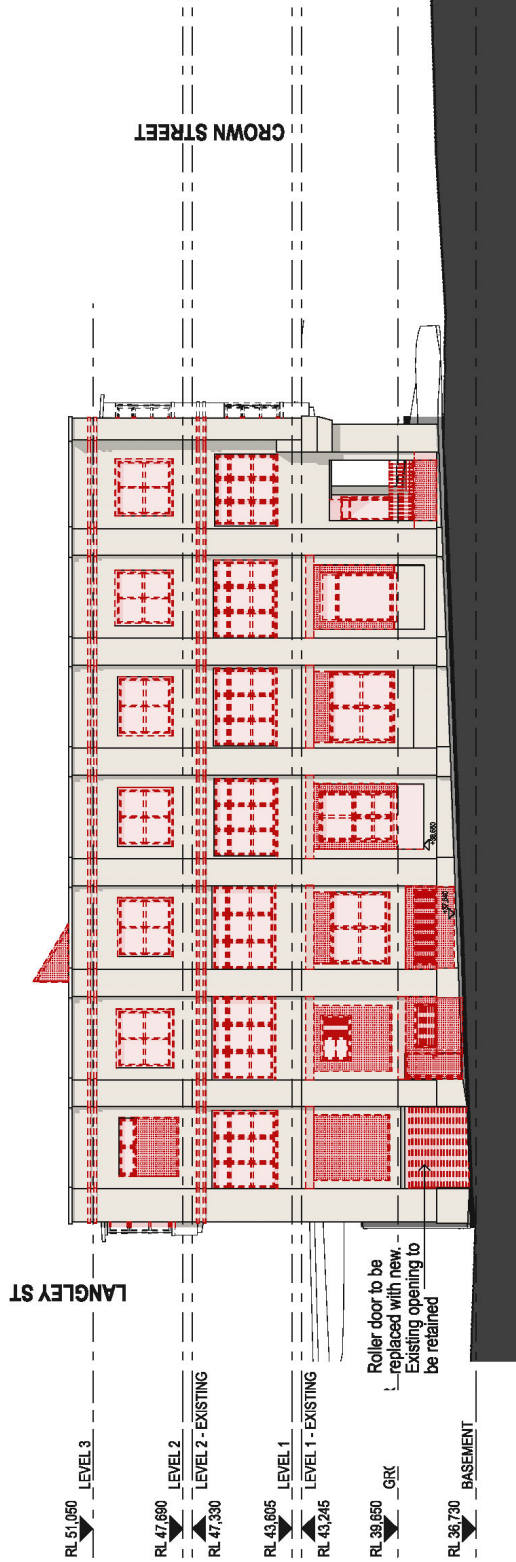 LANGLEY ST
CROWN STREET
RL 51,050
LEVEL 3
RL 47,690
LEVEL 2
LEVEL 2 - EXISTING
RL 47,330
RL 43,605
LEVEL 1
LEVEL 1 - EXISTING
RL 43,245
RL 39,650
RL 36,730
BASEMENT
Roller door to be
replaced with new.
Existing opening to
be retained